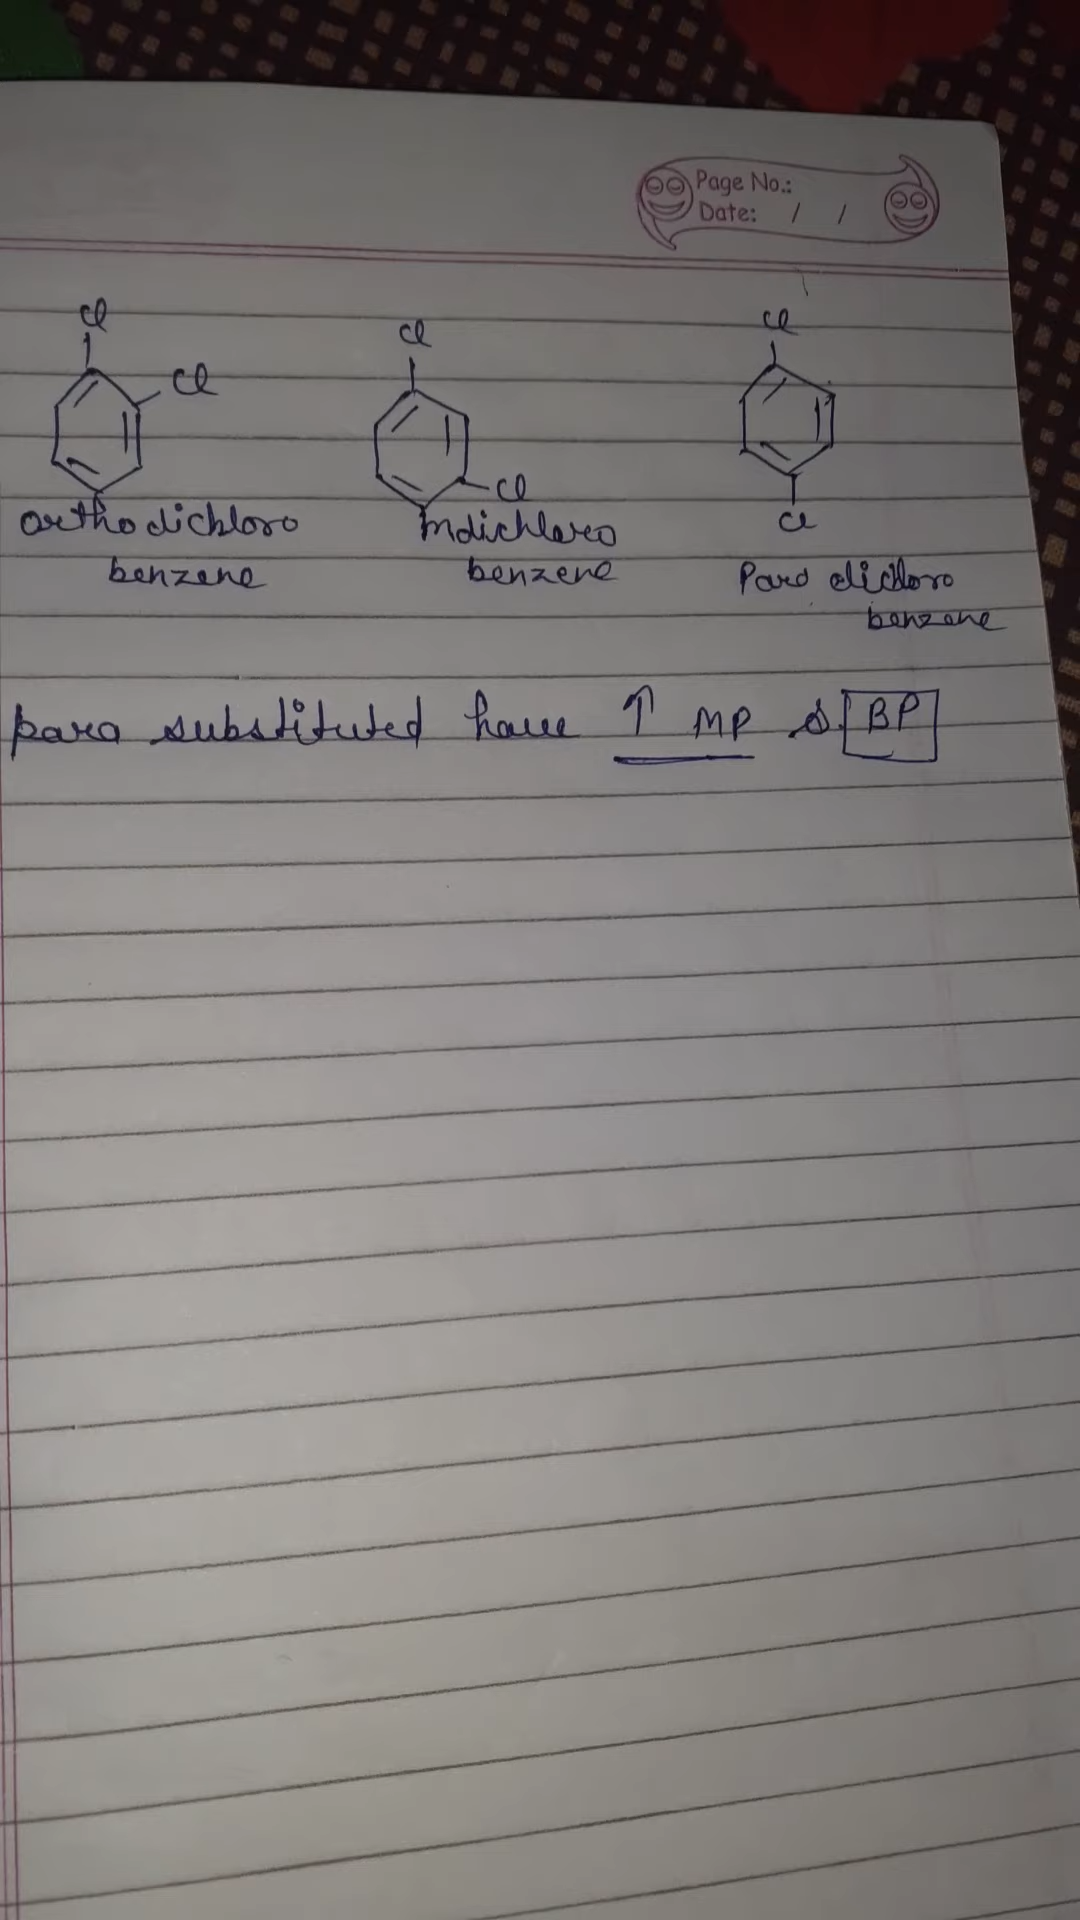 Page No.:
Date: / /
Cl Cl Cl
Cl
Cl
Cl
ortho dichloro mdichloro
benzene benzene Para dichloro
benzene
para substituted have ↑ MP & BP